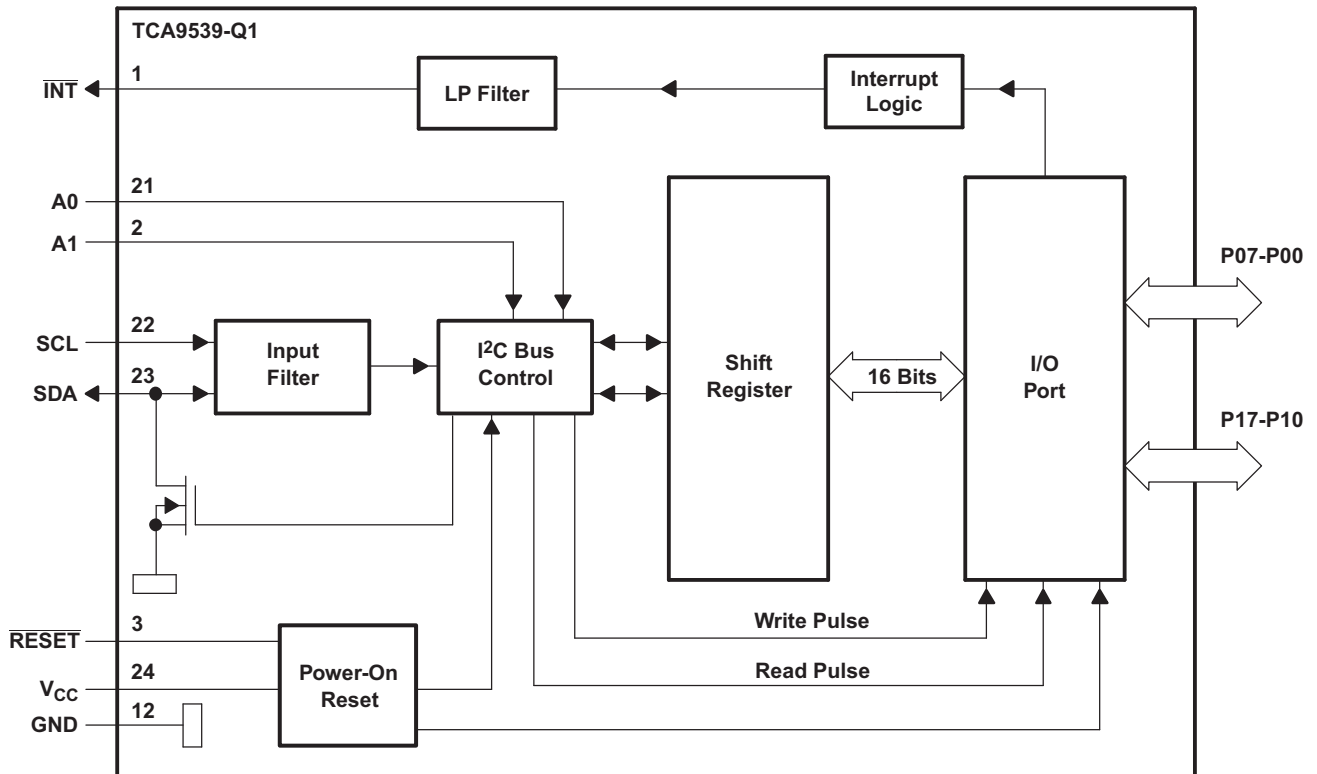 TCA9539-Q1
1
INT
LP Filter
Interrupt
Logic
21
A0
2
A1
P07-P00
22
SCL
Input
Filter
I2C Bus
Control
Shift
Register
16 Bits
I/O
Port
23
SDA
P17-P10
3
RESET
Write Pulse
24
VCC
Power-On
Reset
Read Pulse
12
GND